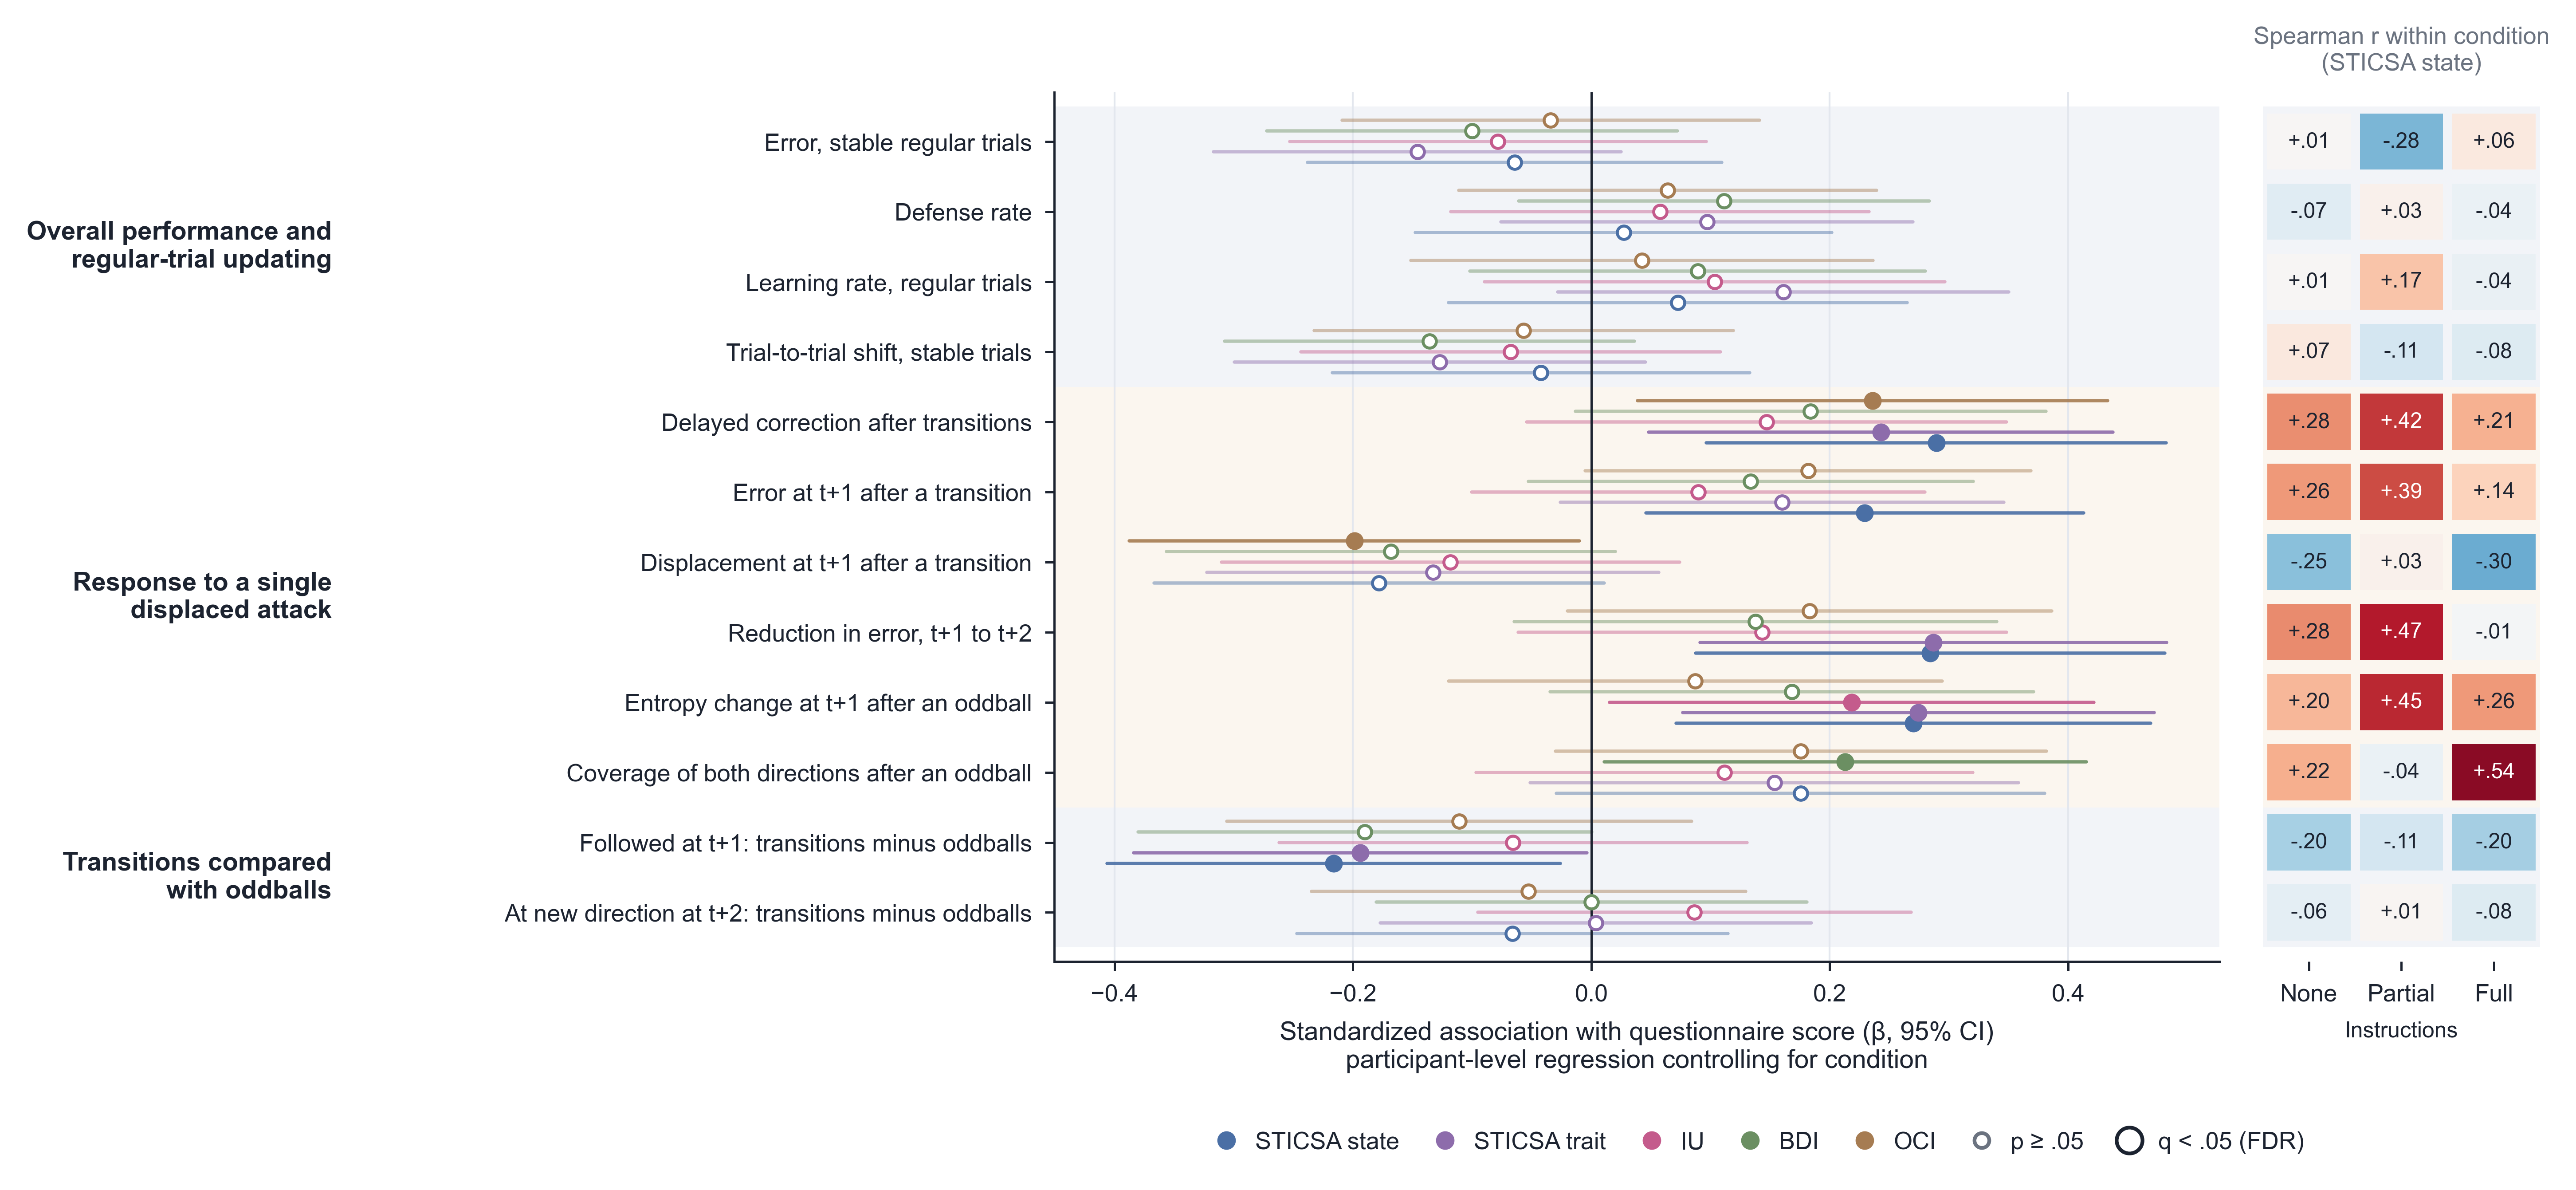 Spearman r within condition
(STICSA state)
Overall performance and
regular-trial updating
Error, stable regular trials
+.01 -.28 +.06
Defense rate
-.07 +.03 -.04
Learning rate, regular trials
+.01 +.17 -.04
Trial-to-trial shift, stable trials
+.07 -.11 -.08
Response to a single
displaced attack
Delayed correction after transitions
+.28 +.42 +.21
Error at t+1 after a transition
+.26 +.39 +.14
Displacement at t+1 after a transition
-.25 +.03 -.30
Reduction in error, t+1 to t+2
+.28 +.47 -.01
Entropy change at t+1 after an oddball
+.20 +.45 +.26
Coverage of both directions after an oddball
+.22 -.04 +.54
Transitions compared
with oddballs
Followed at t+1: transitions minus oddballs
-.20 -.11 -.20
At new direction at t+2: transitions minus oddballs
-.06 +.01 -.08
−0.4 −0.2 0.0 0.2 0.4
None Partial Full
Instructions
Standardized association with questionnaire score (β, 95% CI)
participant-level regression controlling for condition
STICSA state STICSA trait IU BDI OCI p ≥ .05 q < .05 (FDR)